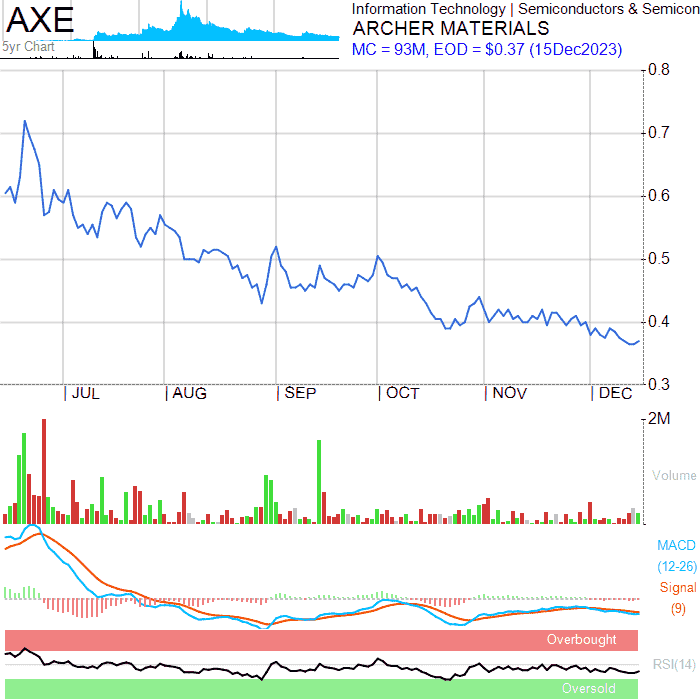 AXE
5yr Chart
Information Technology | Semiconductors & Semicon
ARCHER MATERIALS
MC = 93M, EOD = $0.37 (15Dec2023)
0.8
0.7
0.6
0.5
0.4
0.3
| JUL | AUG | SEP | OCT | NOV | DEC
2M
Volume
MACD
(12-26)
Signal
(9)
Overbought
RSI(14)
Oversold